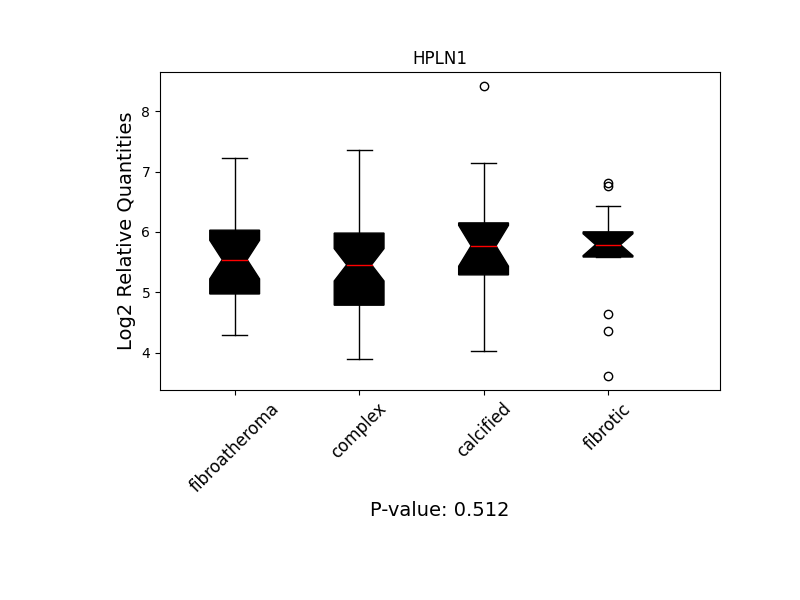 HPLN1
Log2 Relative Quantities
8
7
6
5
4
fibroatheroma
complex
calcified
fibrotic
P-value: 0.512